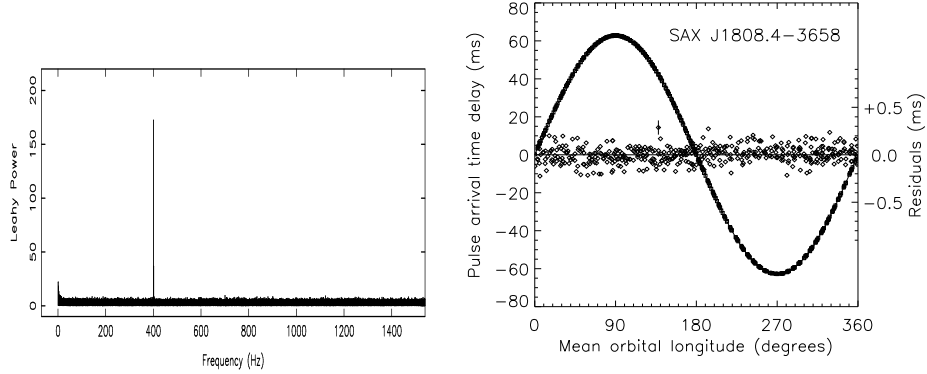 Leahy Power
200
150
100
50
0
0 200 400 600 800 1000 1200 1400
Frequency (Hz)
SAX J1808.4-3658
Pulse arrival time delay (ms)
80
60
40
20
0
-20
-40
-60
-80
0 90 180 270 360
Mean orbital longitude (degrees)
+0.5
0.0
-0.5
Residuals (ms)